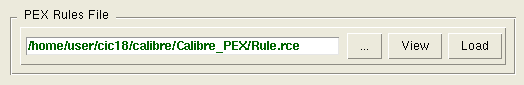 PEX Rules File
/home/user/cic18/calibre/Calibre_PEX/Rule.rce ... View Load